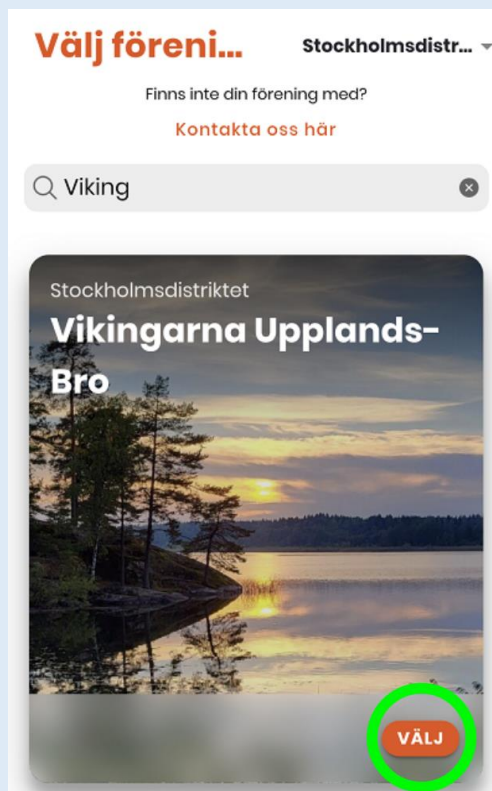 Välj föreni...
Stockholmsdistr...
Finns inte din förening med?
Kontakta oss här
Viking
Stockholmsdistriktet
Vikingarna Upplands-
Bro
VÄLJ